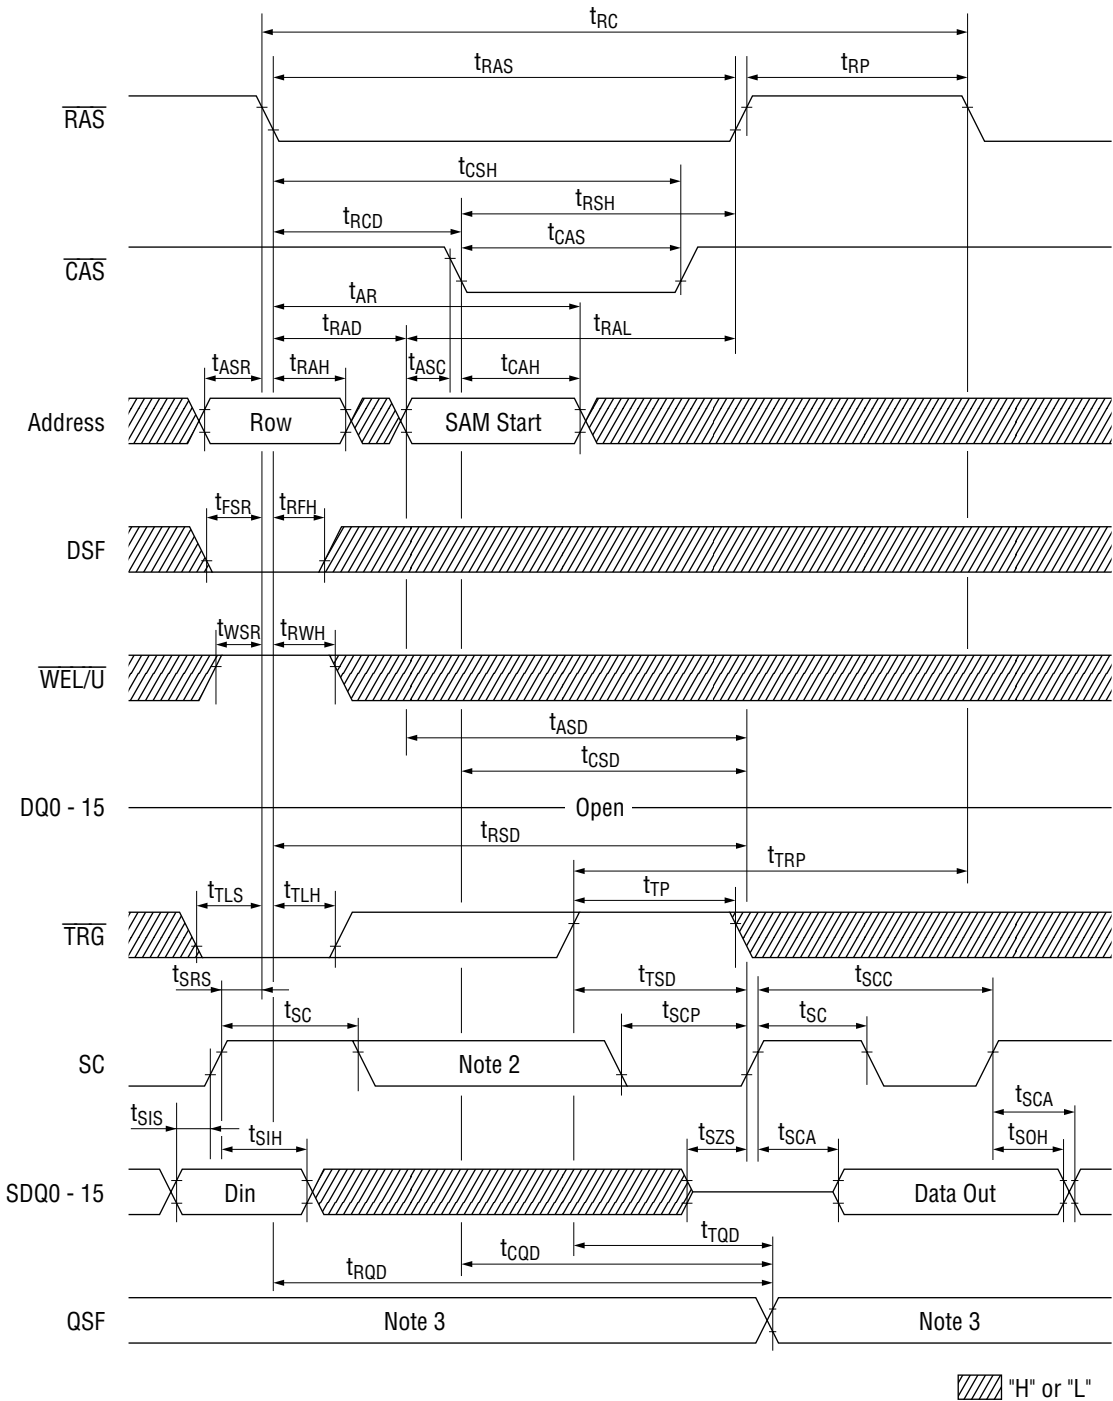 tRC
tRAS
tRP
RAS
tCSH
tRSH
tRCD
tCAS
CAS
tAR
tRAD
tRAL
tASR
tRAH
tASC
tCAH
Address
Row
SAM Start
tFSR
tRFH
DSF
tWSR
tRWH
WEL/U
tASD
tCSD
DQ0 - 15
Open
tRSD
tTRP
tTP
tTLS
tTLH
TRG
tSRS
tTSD
tSCC
tSC
tSCP
tSC
SC
Note 2
tSIS
tSIH
tSZS
tSCA
tSCA
tSOH
SDQ0 - 15
Din
Data Out
tTQD
tCQD
tRQD
QSF
Note 3
Note 3
"H" or "L"